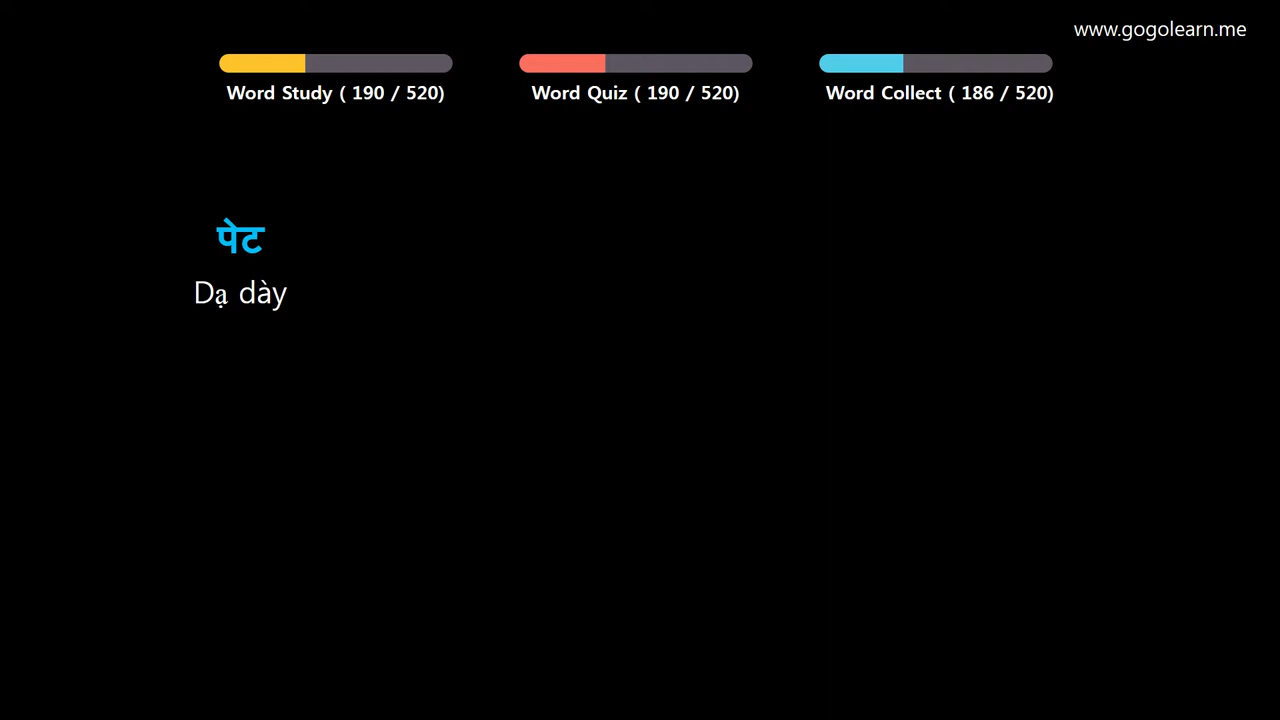 www.gogolearn.me
Word Study ( 190 / 520)
Word Quiz ( 190 / 520)
Word Collect ( 186 / 520)
पेट
Dạ dày